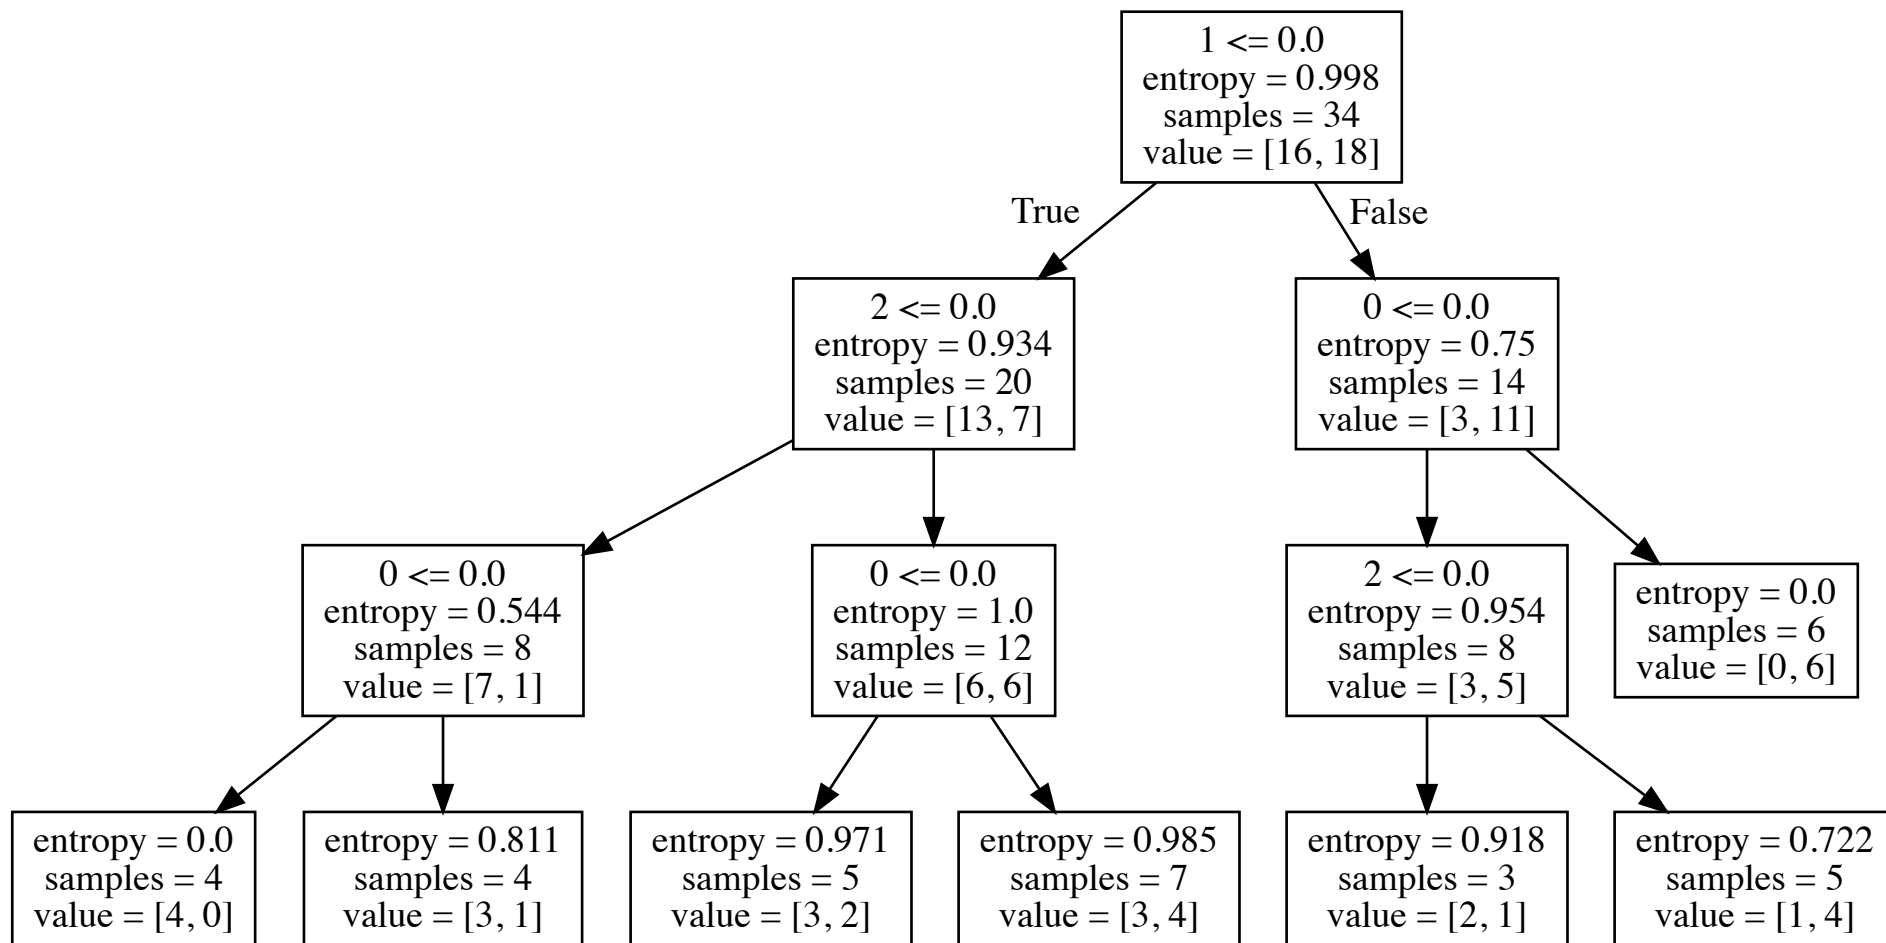 1 <= 0.0
entropy = 0.998
samples = 34
value = [16, 18]
True
False
2 <= 0.0
entropy = 0.934
samples = 20
value = [13, 7]
0 <= 0.0
entropy = 0.75
samples = 14
value = [3, 11]
0 <= 0.0
entropy = 0.544
samples = 8
value = [7, 1]
0 <= 0.0
entropy = 1.0
samples = 12
value = [6, 6]
2 <= 0.0
entropy = 0.954
samples = 8
value = [3, 5]
entropy = 0.0
samples = 6
value = [0, 6]
entropy = 0.0
samples = 4
value = [4, 0]
entropy = 0.811
samples = 4
value = [3, 1]
entropy = 0.971
samples = 5
value = [3, 2]
entropy = 0.985
samples = 7
value = [3, 4]
entropy = 0.918
samples = 3
value = [2, 1]
entropy = 0.722
samples = 5
value = [1, 4]